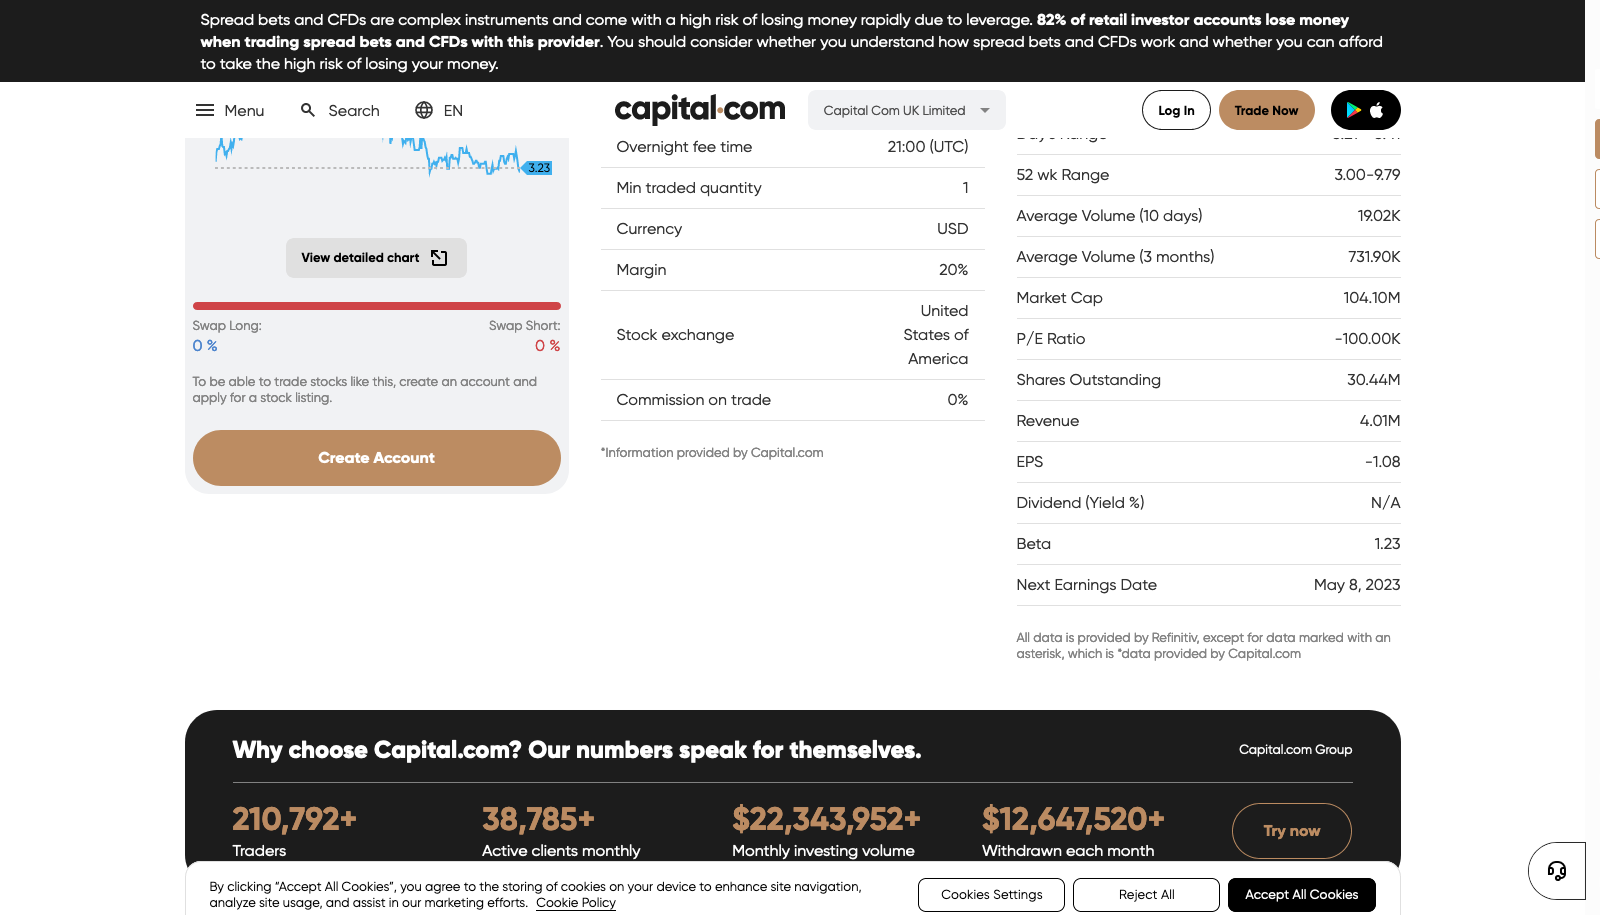 Spread bets and CFDs are complex instruments and come with a high risk of losing money rapidly due to leverage. 82% of retail investor accounts lose money
when trading spread bets and CFDs with this provider. You should consider whether you understand how spread bets and CFDs work and whether you can afford
to take the high risk of losing your money.
Menu
Search
EN
capital.com
Capital Com UK Limited
Log In
Trade Now
3.23
View detailed chart
Swap Long:
Swap Short:
0 %
0 %
To be able to trade stocks like this, create an account and
apply for a stock listing.
Create Account
Overnight fee time 21:00 (UTC)
Min traded quantity 1
Currency USD
Margin 20%
Stock exchange United
States of
America
Commission on trade 0%
*Information provided by Capital.com
52 wk Range 3.00-9.79
Average Volume (10 days) 19.02K
Average Volume (3 months) 731.90K
Market Cap 104.10M
P/E Ratio -100.00K
Shares Outstanding 30.44M
Revenue 4.01M
EPS -1.08
Dividend (Yield %) N/A
Beta 1.23
Next Earnings Date May 8, 2023
All data is provided by Refinitiv, except for data marked with an
asterisk, which is *data provided by Capital.com
Why choose Capital.com? Our numbers speak for themselves.
Capital.com Group
210,792+
Traders
38,785+
Active clients monthly
$22,343,952+
Monthly investing volume
$12,647,520+
Withdrawn each month
Try now
By clicking “Accept All Cookies”, you agree to the storing of cookies on your device to enhance site navigation,
analyze site usage, and assist in our marketing efforts. Cookie Policy
Cookies Settings
Reject All
Accept All Cookies